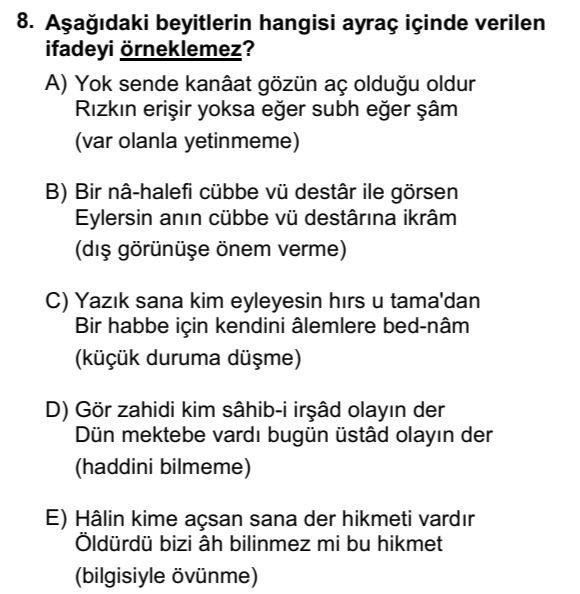 8. Aşağıdaki beyitlerin hangisi ayraç içinde verilen
ifadeyi örneklemez?
A) Yok sende kanâat gözün aç olduğu oldur
Rızkın erişir yoksa eğer subh eğer şâm
(var olanla yetinmeme)
B) Bir nâ-halefi cübbe vü destâr ile görsen
Eylersin anın cübbe vü destârına ikrâm
(dış görünüşe önem verme)
C) Yazık sana kim eyleyesin hırs u tama'dan
Bir habbe için kendini âlemlere bed-nâm
(küçük duruma düşme)
D) Gör zahidi kim sâhib-i irşâd olayın der
Dün mektebe vardı bugün üstâd olayın der
(haddini bilmeme)
E) Hâlin kime açsan sana der hikmeti vardır
Öldürdü bizi âh bilinmez mi bu hikmet
(bilgisiyle övünme)